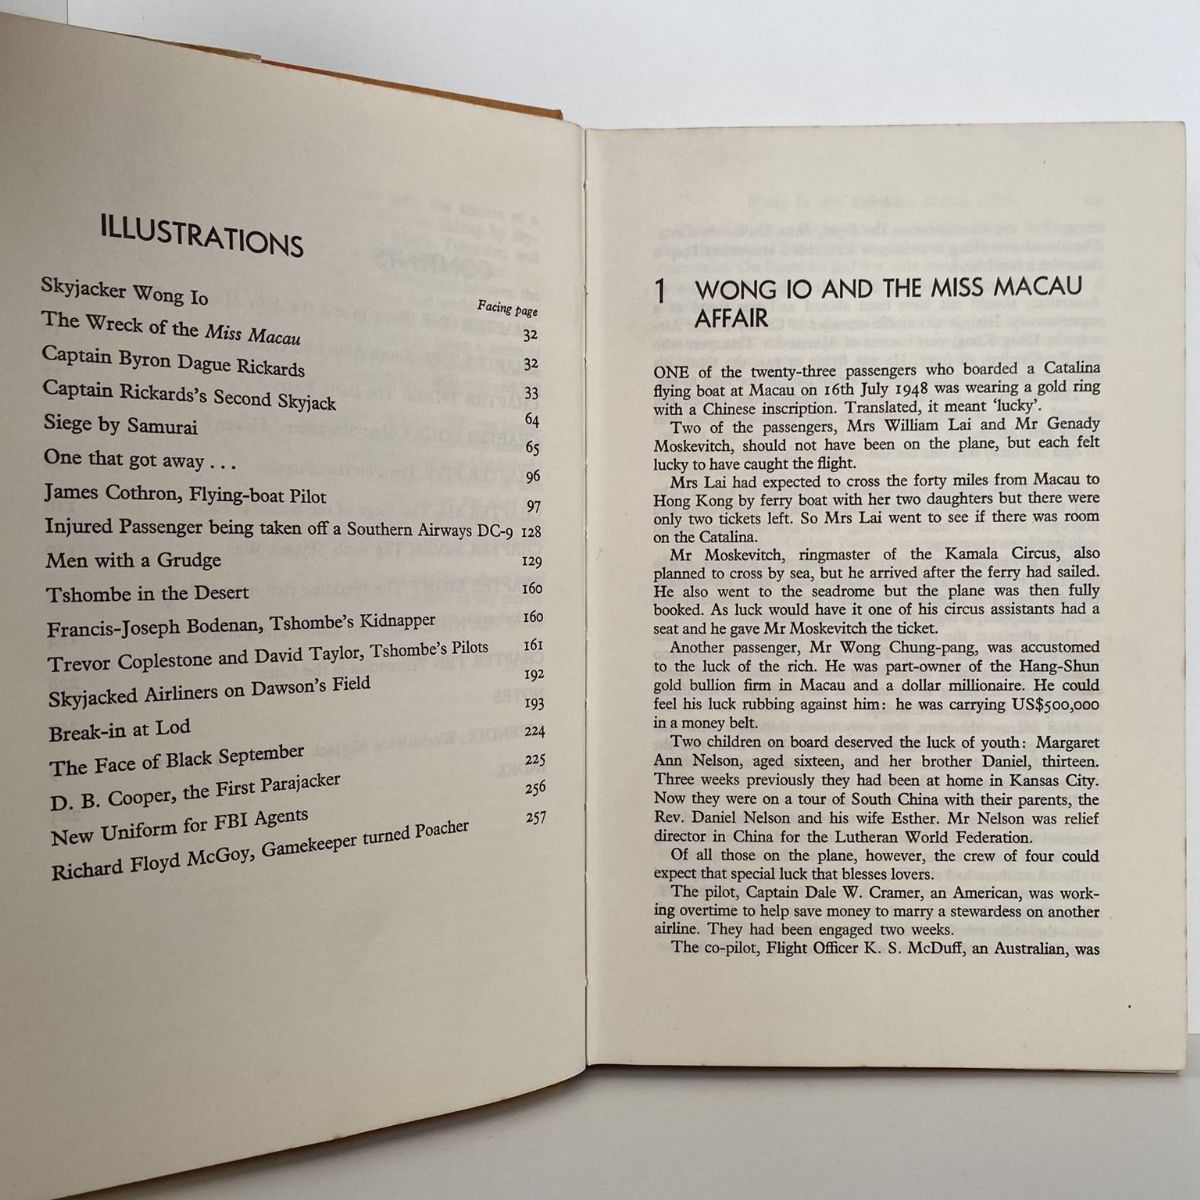 ILLUSTRATIONS
Facing page
Skyjacker Wong Io 32
The Wreck of the Miss Macau 32
Captain Byron Dague Rickards 33
Captain Rickards's Second Skyjack 64
Siege by Samurai 65
One that got away . . . 96
James Cothron, Flying-boat Pilot 97
Injured Passenger being taken off a Southern Airways DC-9 128
Men with a Grudge 129
Tshombe in the Desert 160
Francis-Joseph Bodenan, Tshombe's Kidnapper 160
Trevor Coplestone and David Taylor, Tshombe's Pilots 161
Skyjacked Airliners on Dawson's Field 192
Break-in at Lod 193
The Face of Black September 224
D. B. Cooper, the First Parajacker 225
New Uniform for FBI Agents 256
Richard Floyd McGoy, Gamekeeper turned Poacher 257
1 WONG IO AND THE MISS MACAU
AFFAIR
ONE of the twenty-three passengers who boarded a Catalina
flying boat at Macau on 16th July 1948 was wearing a gold ring
with a Chinese inscription. Translated, it meant 'lucky'.
Two of the passengers, Mrs William Lai and Mr Genady
Moskevitch, should not have been on the plane, but each felt
lucky to have caught the flight.
Mrs Lai had expected to cross the forty miles from Macau to
Hong Kong by ferry boat with her two daughters but there were
only two tickets left. So Mrs Lai went to see if there was room
on the Catalina.
Mr Moskevitch, ringmaster of the Kamala Circus, also
planned to cross by sea, but he arrived after the ferry had sailed.
He also went to the seadrome but the plane was then fully
booked. As luck would have it one of his circus assistants had a
seat and he gave Mr Moskevitch the ticket.
Another passenger, Mr Wong Chung-pang, was accustomed
to the luck of the rich. He was part-owner of the Hang-Shun
gold bullion firm in Macau and a dollar millionaire. He could
feel his luck rubbing against him: he was carrying US$500,000
in a money belt.
Two children on board deserved the luck of youth: Margaret
Ann Nelson, aged sixteen, and her brother Daniel, thirteen.
Three weeks previously they had been at home in Kansas City.
Now they were on a tour of South China with their parents, the
Rev. Daniel Nelson and his wife Esther. Mr Nelson was relief
director in China for the Lutheran World Federation.
Of all those on the plane, however, the crew of four could
expect that special luck that blesses lovers.
The pilot, Captain Dale W. Cramer, an American, was work-
ing overtime to help save money to marry a stewardess on another
airline. They had been engaged two weeks.
The co-pilot, Flight Officer K. S. McDuff, an Australian, was